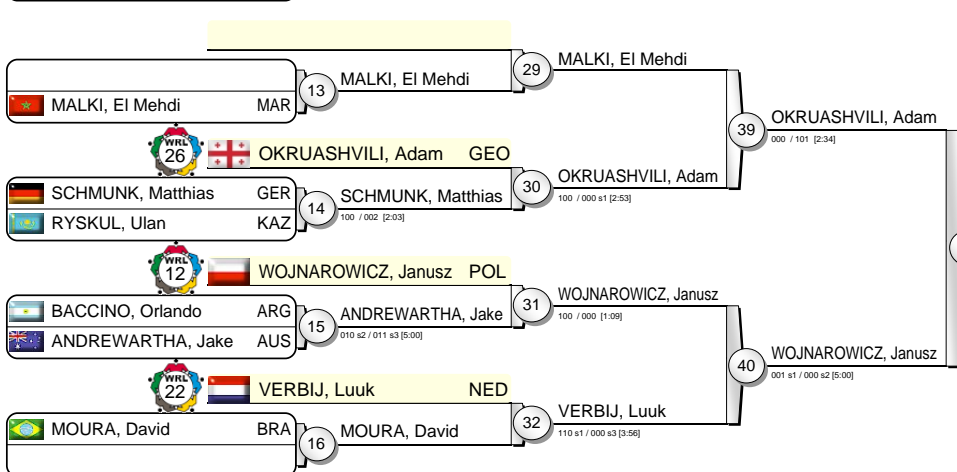 29
MALKI, El Mehdi
13
MALKI, El Mehdi
MALKI, El Mehdi MAR
39
OKRUASHVILI, Adam
000 / 101 [2:34]
WRL
26
OKRUASHVILI, Adam GEO
30
OKRUASHVILI, Adam
100 / 000 s1 [2:53]
SCHMUNK, Matthias GER
14
SCHMUNK, Matthias
100 / 002 [2:03]
RYSKUL, Ulan KAZ
WRL
12
WOJNAROWICZ, Janusz POL
31
WOJNAROWICZ, Janusz
100 / 000 [1:09]
BACCINO, Orlando ARG
15
ANDREWARTHA, Jake
010 s2 / 011 s3 [5:00]
ANDREWARTHA, Jake AUS
40
WOJNAROWICZ, Janusz
001 s1 / 000 s2 [5:00]
WRL
22
VERBIJ, Luuk NED
32
VERBIJ, Luuk
110 s1 / 000 s3 [3:56]
MOURA, David BRA
16
MOURA, David